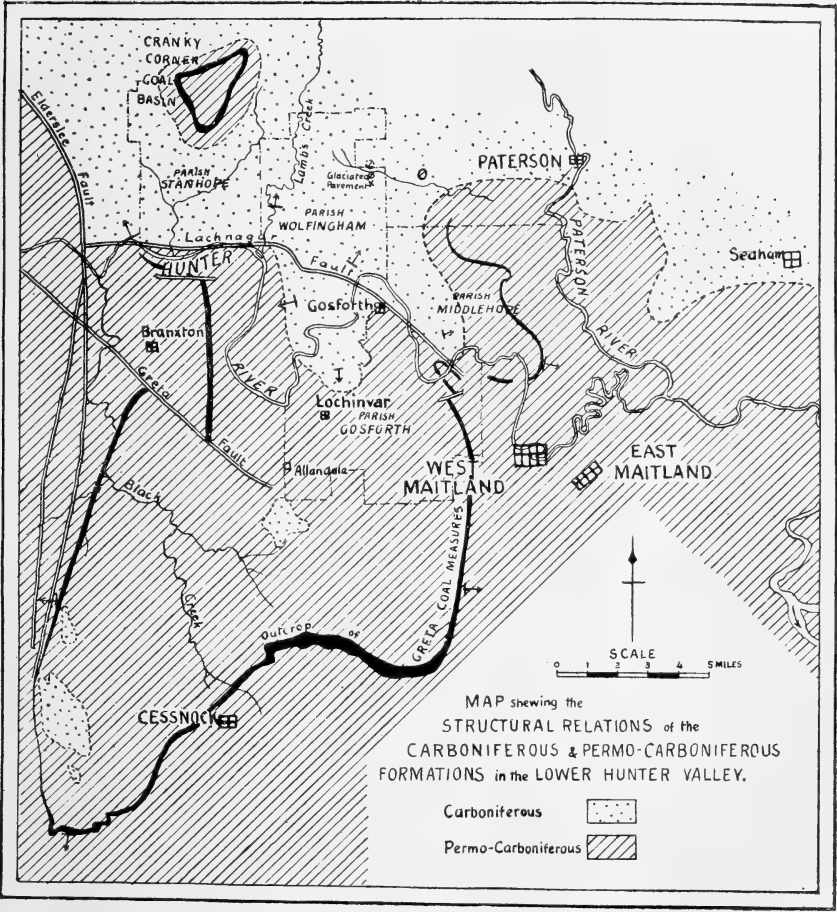 CRANKY
CORNER
COAL
BASIN
Elderslee Fault
Lamb's Creek
PARISH
STANHOPE
Glaciated
Pavement
PATERSON
PARISH
WOLFINGHAM
PATERSON
RIVER
Seaham
Lachnagar
Fault
HUNTER
RIVER
Gosforth
PARISH
MIDDLEHOPE
Branxton
Greta
Fault
Lochinvar
PARISH
GOSFORTH
Allandale
WEST
MAITLAND
EAST
MAITLAND
Black
Creek
Outcrop of
GRETA COAL MEASURES
CESSNOCK
SCALE
0 1 2 3 4 5 MILES
MAP shewing the
STRUCTURAL RELATIONS of the
CARBONIFEROUS & PERMO-CARBONIFEROUS
FORMATIONS in the LOWER HUNTER VALLEY.
Carboniferous
Permo-Carboniferous